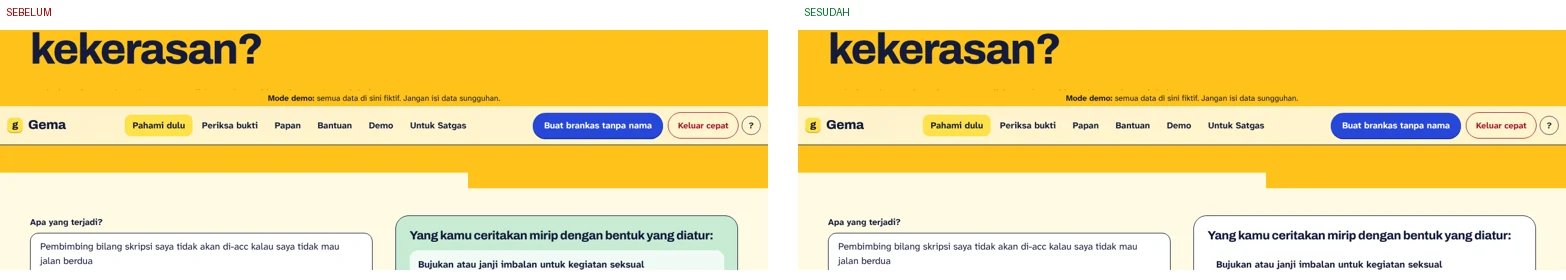 SEBELUM
kekerasan?
Mode demo: semua data di sini fiktif. Jangan isi data sungguhan.
g Gema Pahami dulu Periksa bukti Papan Bantuan Demo Untuk Satgas Buat brankas tanpa nama Keluar cepat ?
Apa yang terjadi?
Pembimbing bilang skripsi saya tidak akan di-acc kalau saya tidak mau
jalan berdua
Yang kamu ceritakan mirip dengan bentuk yang diatur:
Bujukan atau janji imbalan untuk kegiatan seksual
SESUDAH
kekerasan?
Mode demo: semua data di sini fiktif. Jangan isi data sungguhan.
g Gema Pahami dulu Periksa bukti Papan Bantuan Demo Untuk Satgas Buat brankas tanpa nama Keluar cepat ?
Apa yang terjadi?
Pembimbing bilang skripsi saya tidak akan di-acc kalau saya tidak mau
jalan berdua
Yang kamu ceritakan mirip dengan bentuk yang diatur:
Bujukan atau janji imbalan untuk kegiatan seksual